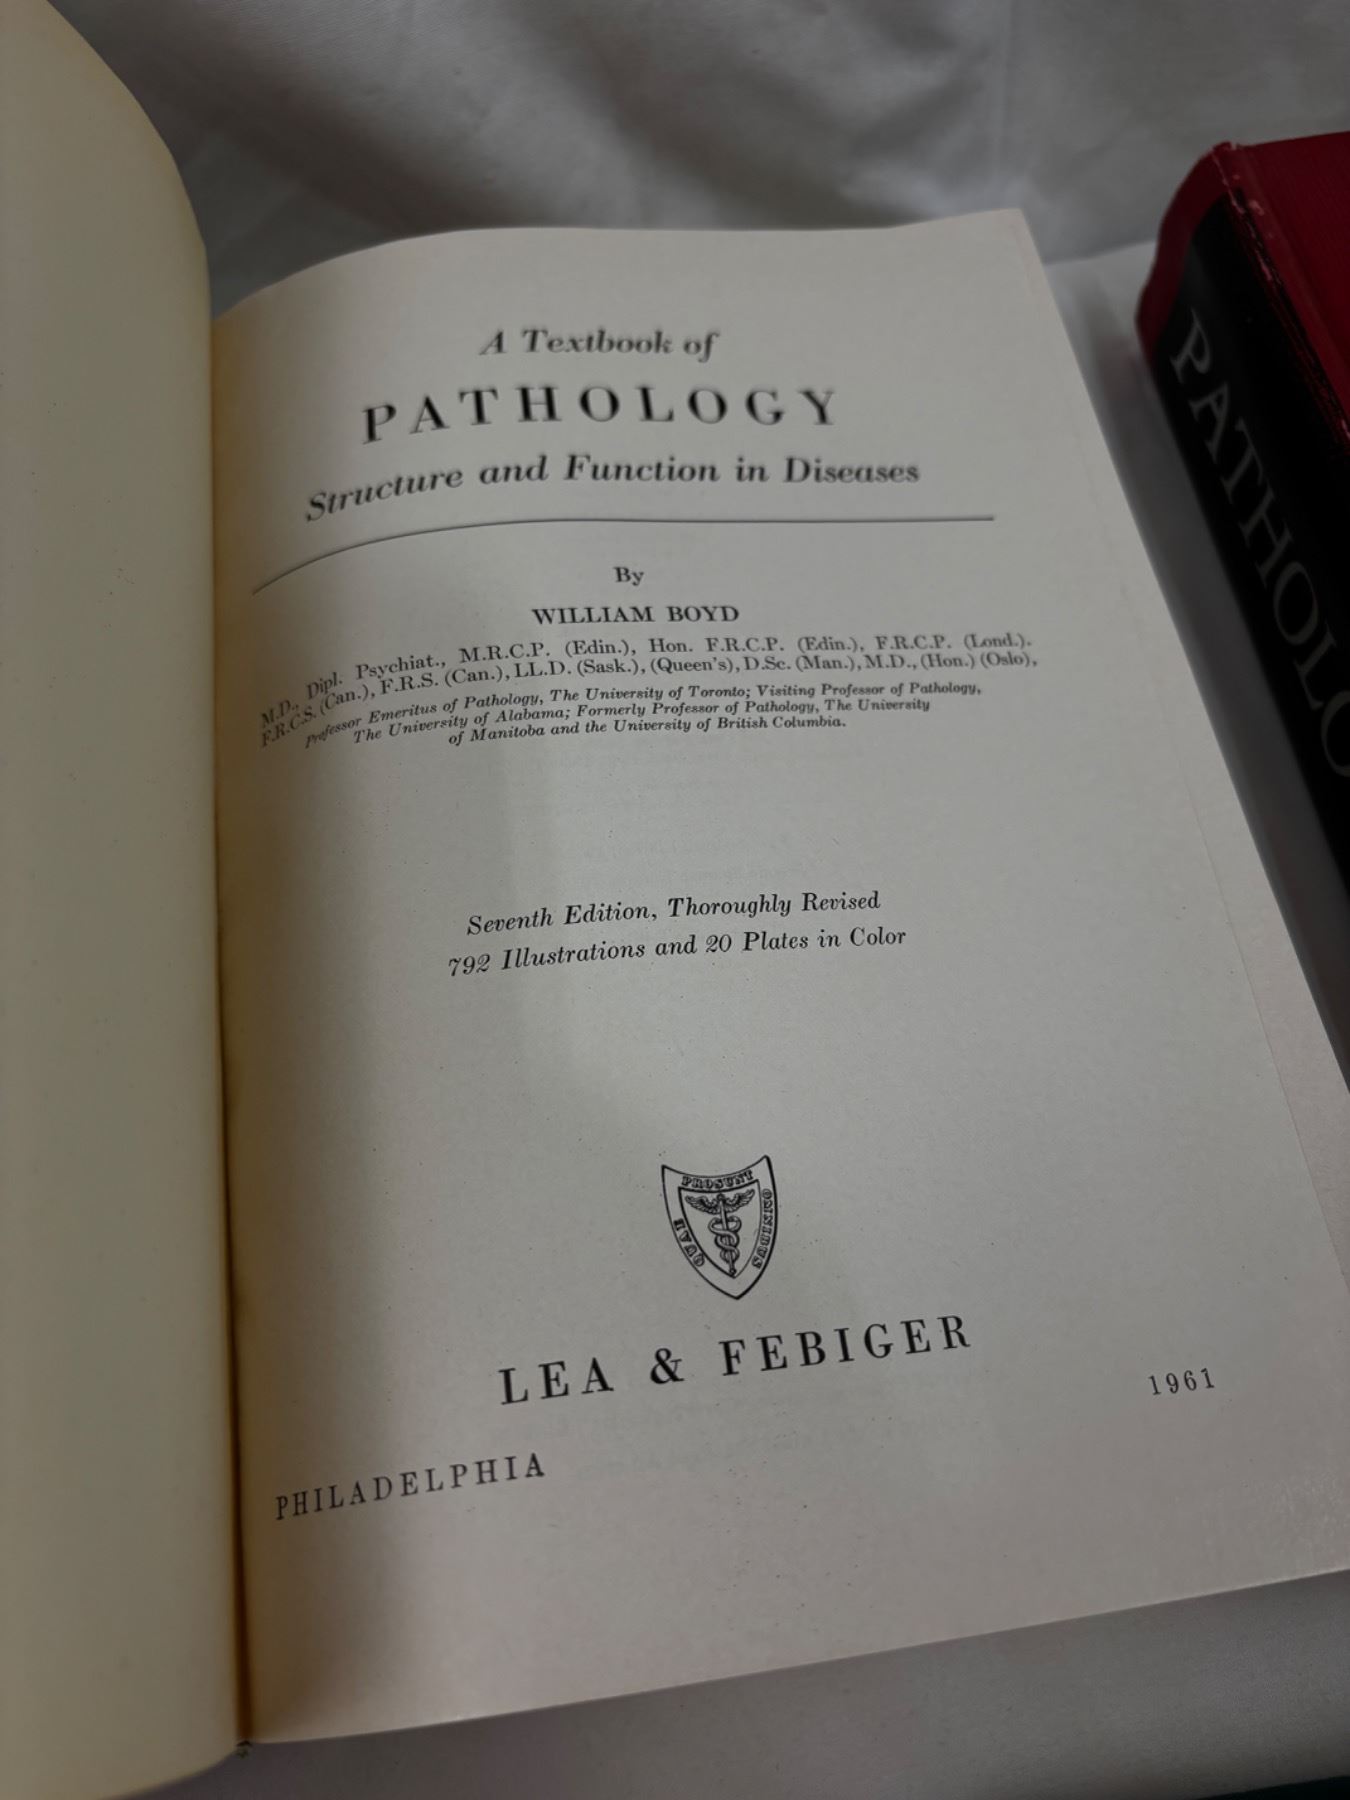 A Textbook of
PATHOLOGY
Structure and Function in Diseases
By
WILLIAM BOYD
M.D., Dipl. Psychiat., M.R.C.P. (Edin.), Hon. F.R.C.P. (Edin.), F.R.C.P. (Lond.).
F.R.C.S. (Can.), F.R.S. (Can.), LL.D. (Sask.), (Queen's), D.Sc. (Man.), M.D., (Hon.) (Oslo),
Professor Emeritus of Pathology, The University of Toronto; Visiting Professor of Pathology,
The University of Alabama; Formerly Professor of Pathology, The University
of Manitoba and the University of British Columbia.
Seventh Edition, Thoroughly Revised
792 Illustrations and 20 Plates in Color
QUAE PROSUNT OMNIBUS
LEA & FEBIGER
PHILADELPHIA
1961
PATHOLO